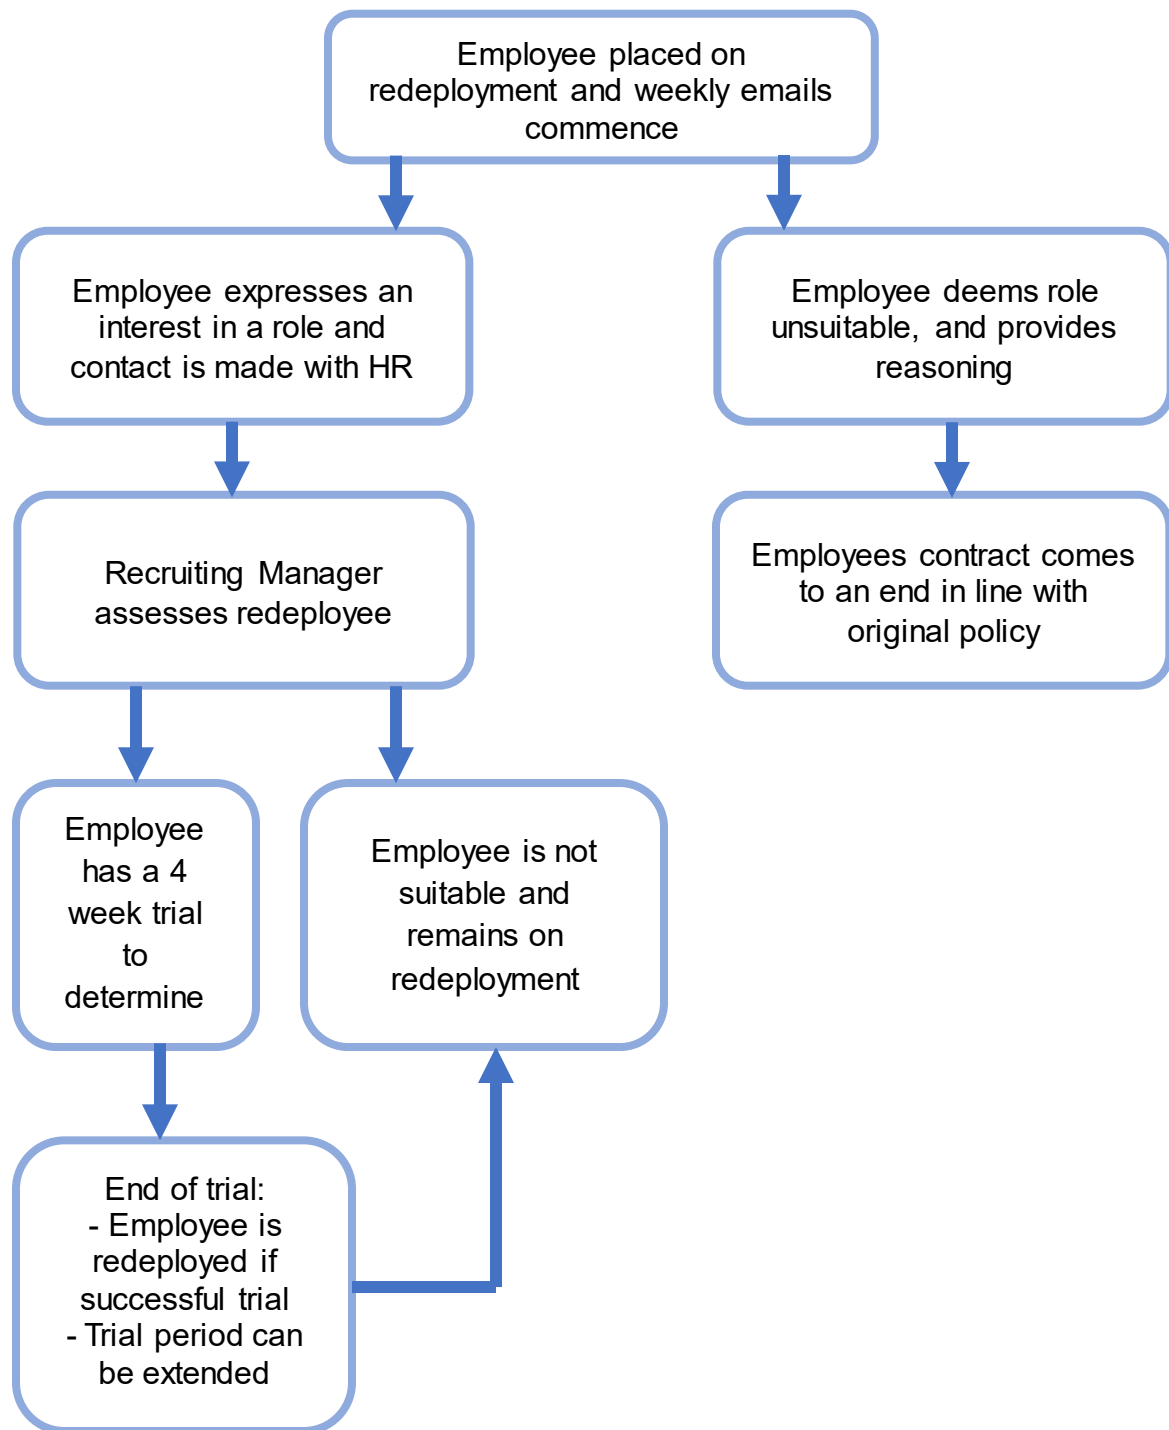 Employee placed on
redeployment and weekly emails
commence
Employee expresses an
interest in a role and
contact is made with HR
Employee deems role
unsuitable, and provides
reasoning
Recruiting Manager
assesses redeployee
Employees contract comes
to an end in line with
original policy
Employee
has a 4
week trial
to
determine
Employee is not
suitable and
remains on
redeployment
End of trial:
- Employee is
redeployed if
successful trial
- Trial period can
be extended